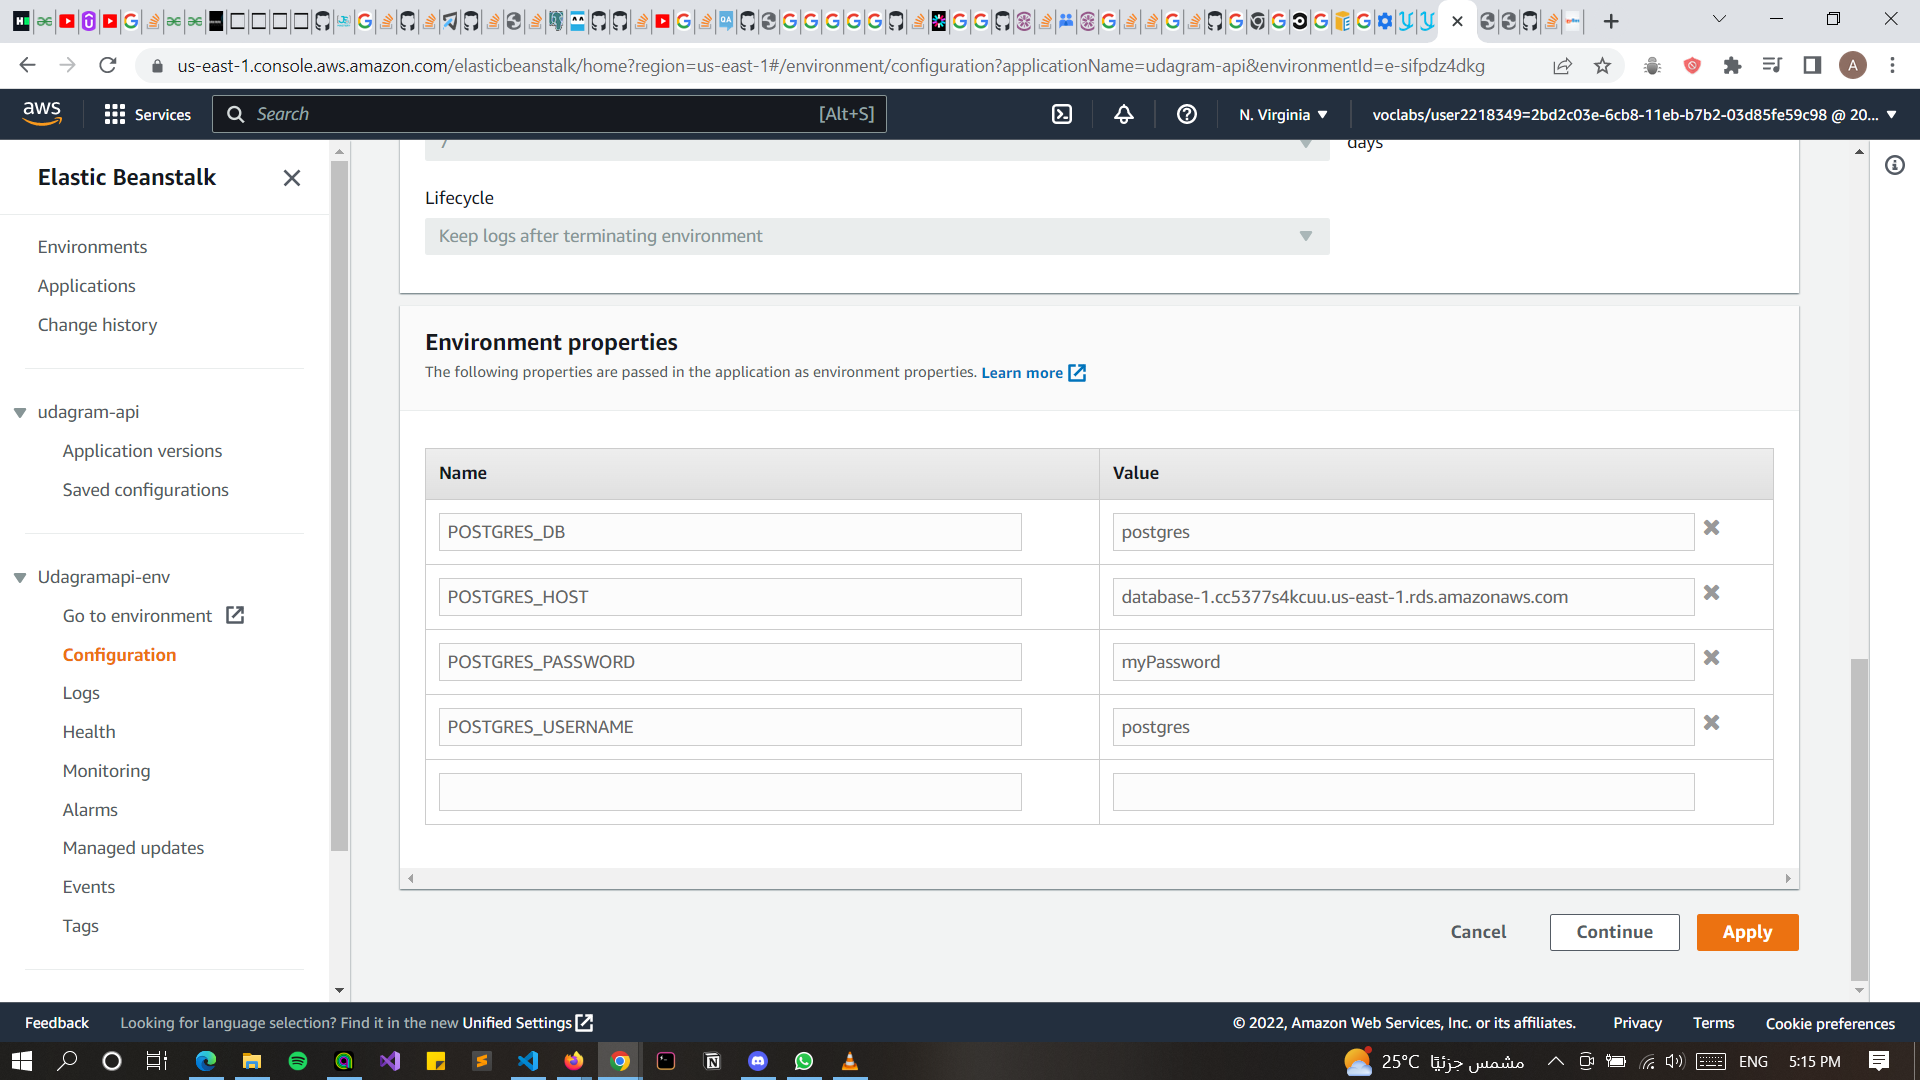 us-east-1.console.aws.amazon.com/elasticbeanstalk/home?region=us-east-1#/environment/configuration?applicationName=udagram-api&environmentId=e-sifpdz4dkg
A
aws
Services
Search
[Alt+S]
N. Virginia
voclabs/user2218349=2bd2c03e-6cb8-11eb-b7b2-03d85fe59c98 @ 20...
Elastic Beanstalk
Environments
Applications
Change history
udagram-api
Application versions
Saved configurations
Udagramapi-env
Go to environment
Configuration
Logs
Health
Monitoring
Alarms
Managed updates
Events
Tags
7
days
Lifecycle
Keep logs after terminating environment
Environment properties
The following properties are passed in the application as environment properties. Learn more
Name
Value
POSTGRES_DB
postgres
POSTGRES_HOST
database-1.cc5377s4kcuu.us-east-1.rds.amazonaws.com
POSTGRES_PASSWORD
myPassword
POSTGRES_USERNAME
postgres
Cancel
Continue
Apply
Feedback
Looking for language selection? Find it in the new Unified Settings
© 2022, Amazon Web Services, Inc. or its affiliates.
Privacy
Terms
Cookie preferences
25°C
مشمس جزئيًا
ENG
5:15 PM